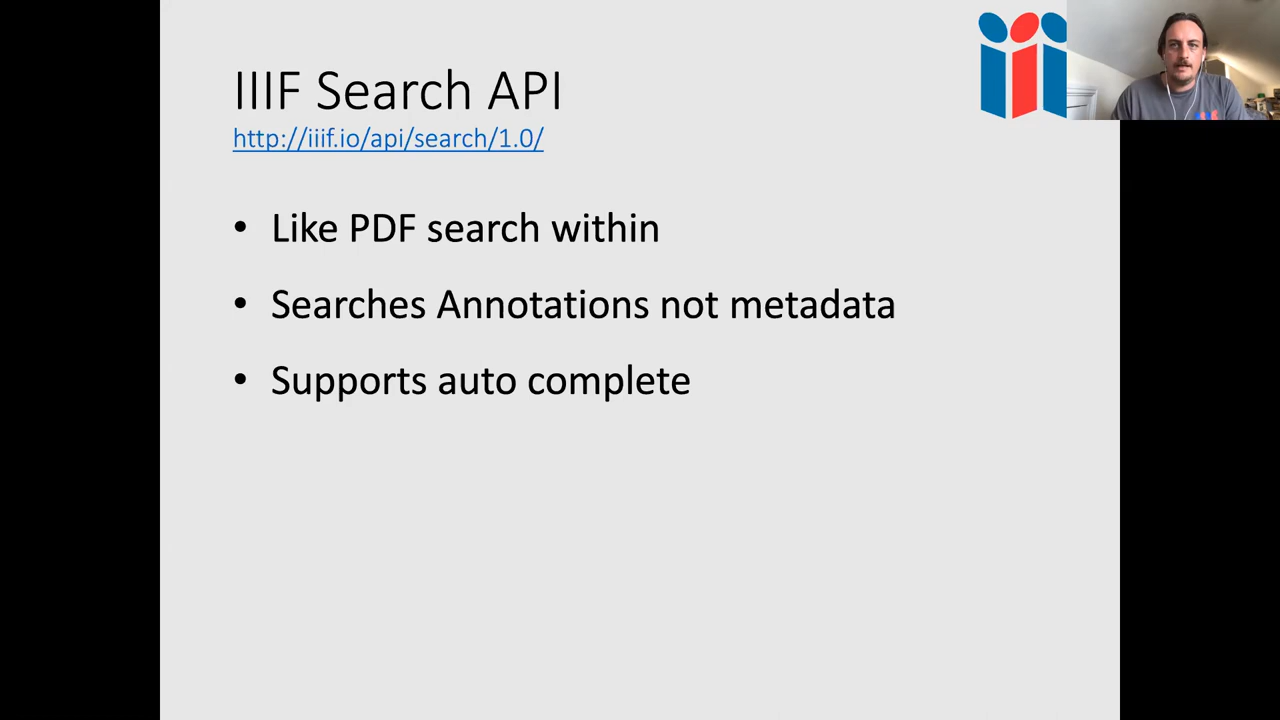 IIIF Search API
http://iiif.io/api/search/1.0/
• Like PDF search within
• Searches Annotations not metadata
• Supports auto complete